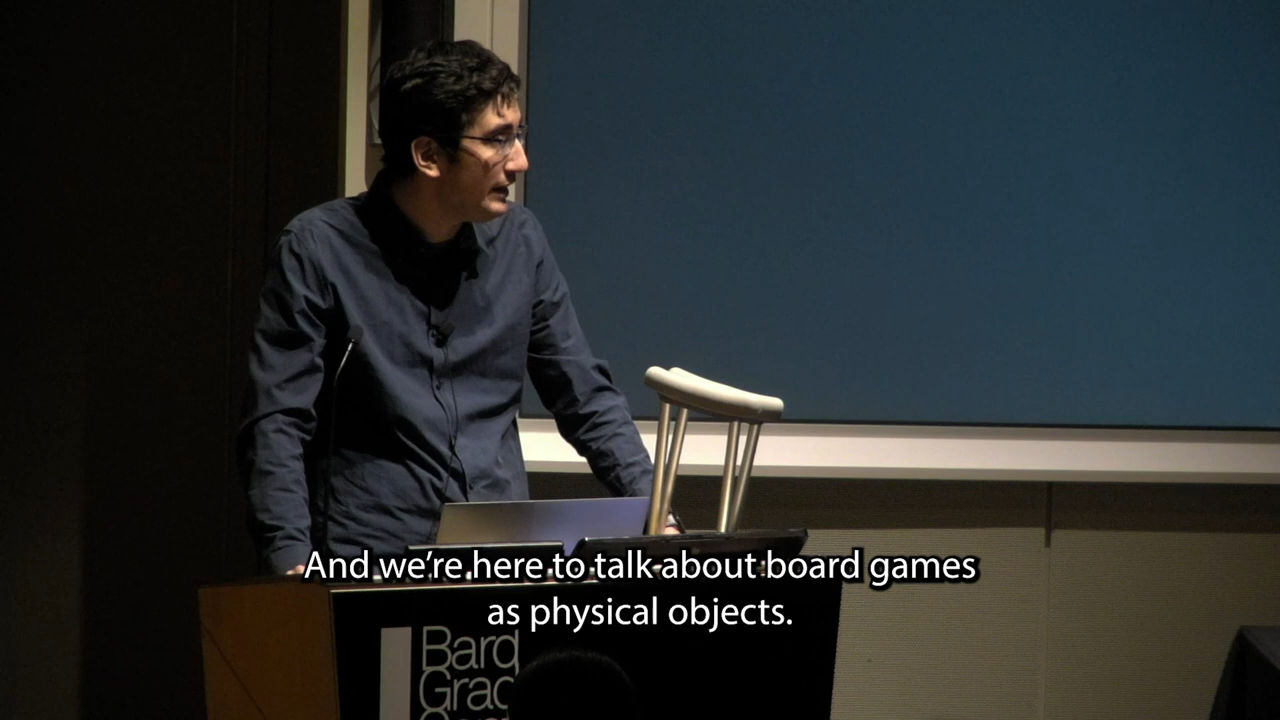 And we're here to talk about board games
as physical objects.
Bard
Grad